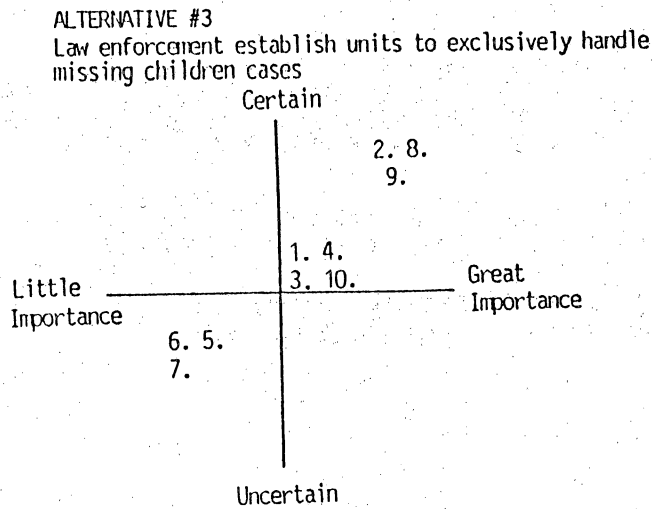 ALTERNATIVE #3
Law enforcement establish units to exclusively handle
missing children cases
Certain
2. 8.
9.
1. 4.
3. 10.
Little
Importance
Great
Importance
6. 5.
7.
Uncertain